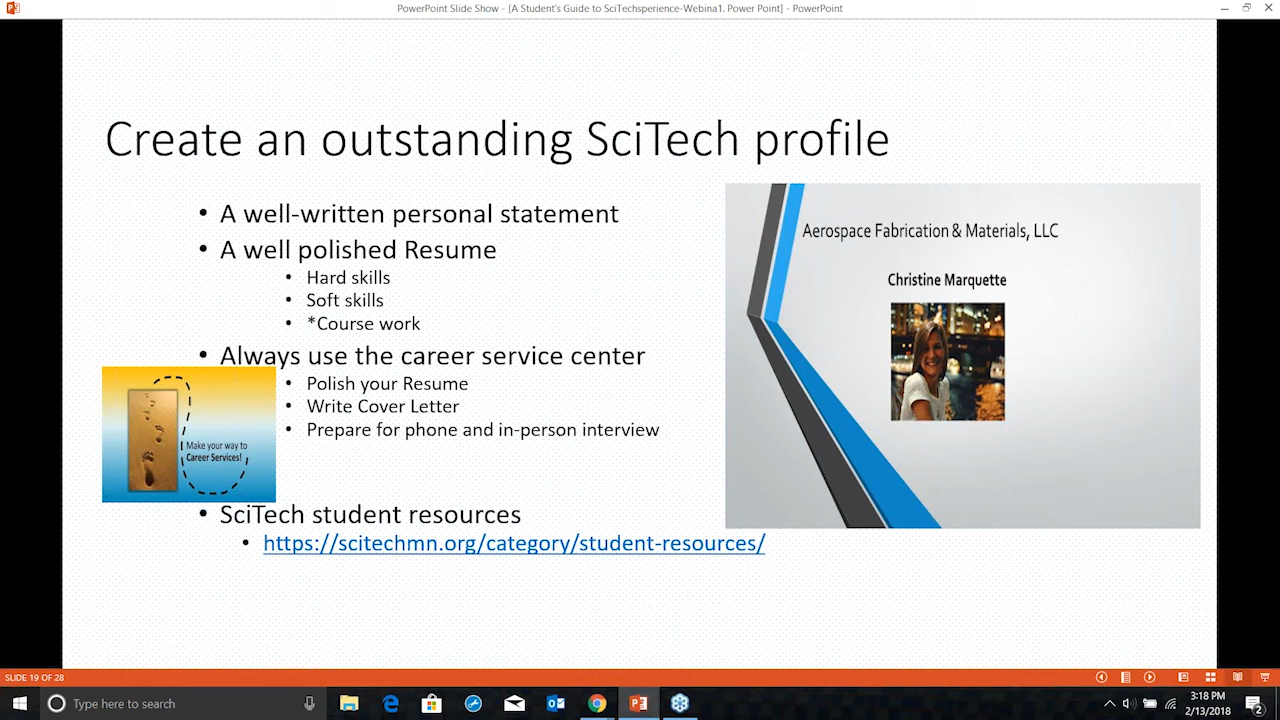 PowerPoint Slide Show - [A Student's Guide to SciTechsperience-Webina1. Power Point] - PowerPoint
Create an outstanding SciTech profile
• A well-written personal statement
• A well polished Resume
• Hard skills
• Soft skills
• *Course work
• Always use the career service center
• Polish your Resume
• Write Cover Letter
• Prepare for phone and in-person interview
Make your way to
Career Services!
• SciTech student resources
• https://scitechmn.org/category/student-resources/
Aerospace Fabrication & Materials, LLC
Christine Marquette
SLIDE 19 OF 28
Type here to search
3:18 PM
2/13/2018
2